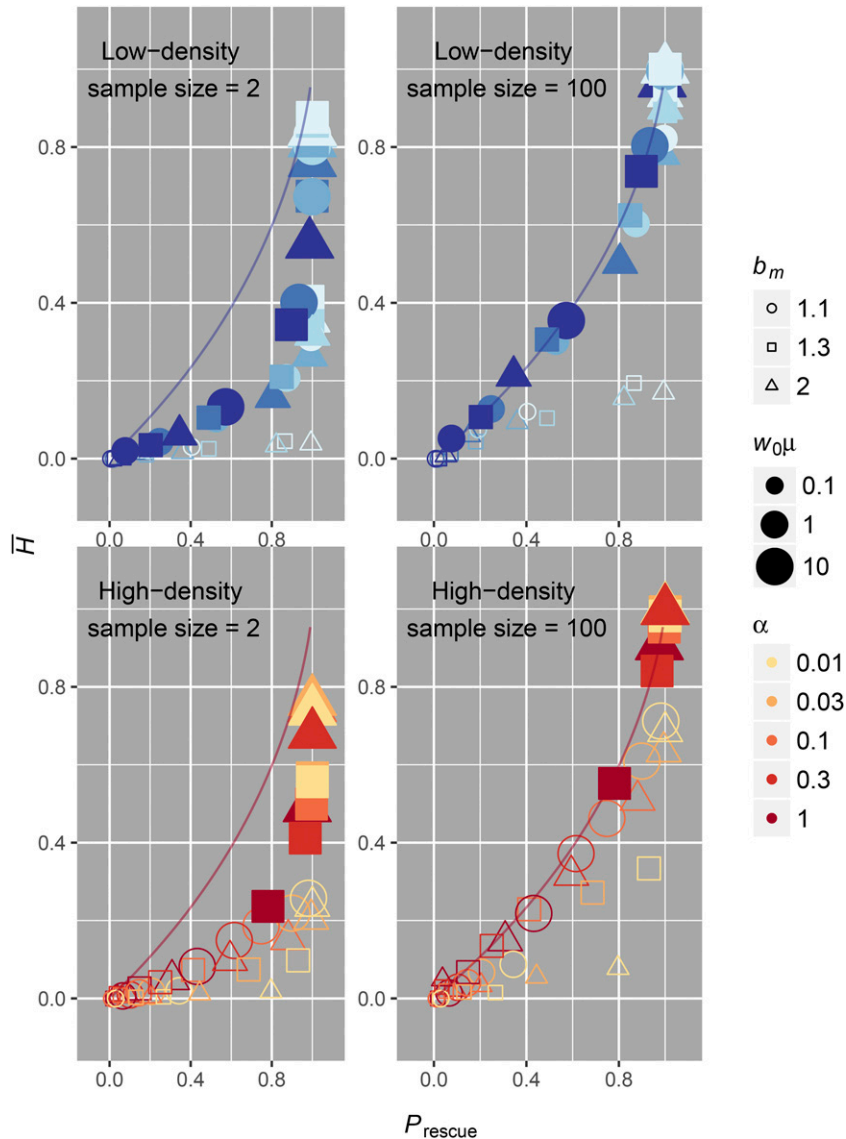 Low−density
sample size = 2
Low−density
sample size = 100
0.8
0.4
0.0
0.0 0.4 0.8
0.0 0.4 0.8
H̅
High−density
sample size = 2
High−density
sample size = 100
0.8
0.4
0.0
0.0 0.4 0.8
0.0 0.4 0.8
P rescue
b m
1.1
1.3
2
w0μ
0.1
1
10
α
0.01
0.03
0.1
0.3
1